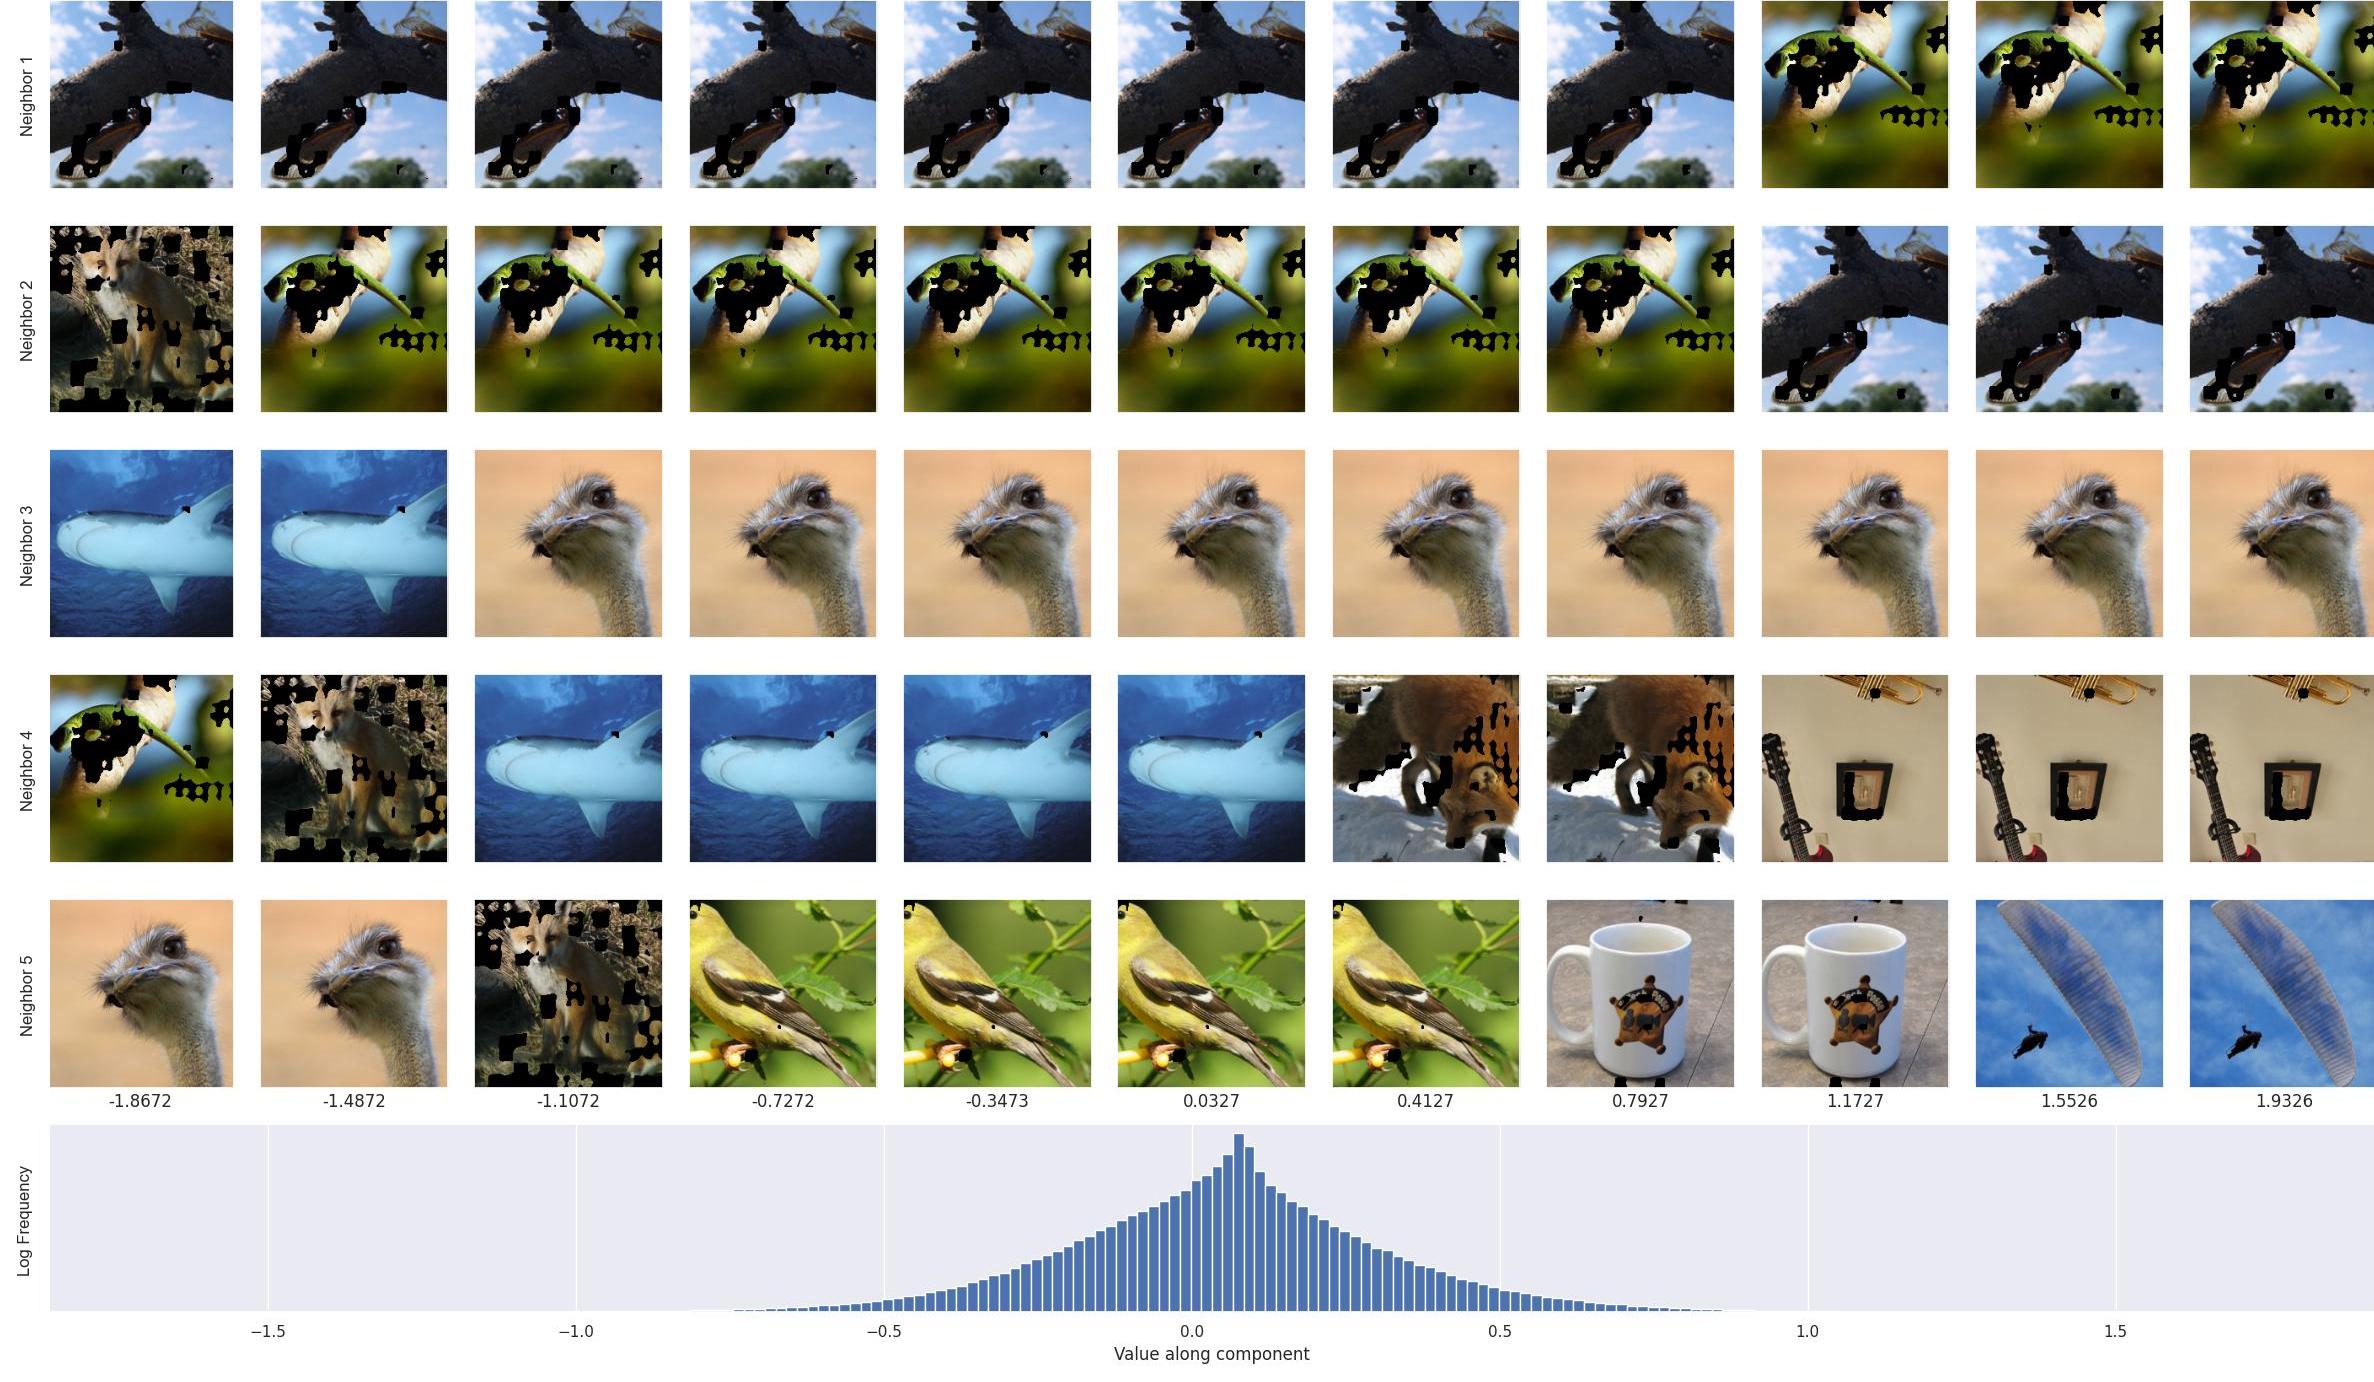 Neighbor 1
Neighbor 2
Neighbor 3
Neighbor 4
Neighbor 5
-1.8672 -1.4872 -1.1072 -0.7272 -0.3473 0.0327 0.4127 0.7927 1.1727 1.5526 1.9326
Log Frequency
−1.5 −1.0 −0.5 0.0 0.5 1.0 1.5
Value along component